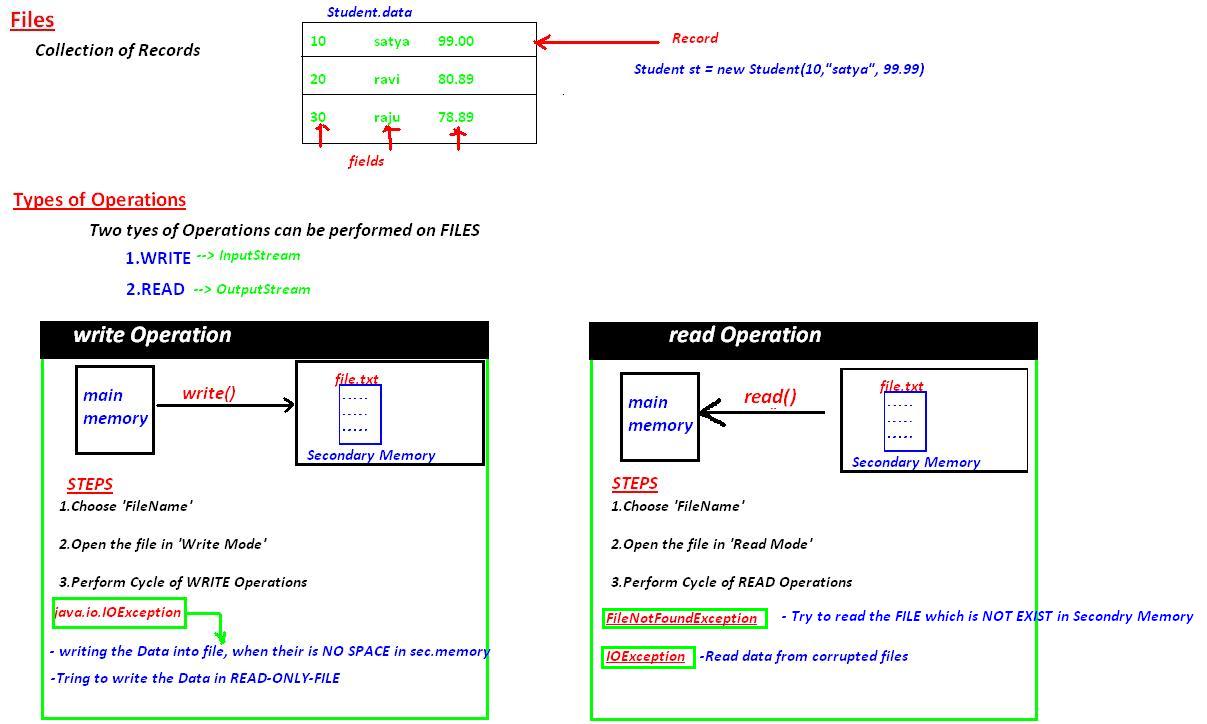 Files
Student.data
Collection of Records
10 satya 99.00
Record
Student st = new Student(10,"satya", 99.99)
20 ravi 80.89
30 raju 78.89
fields
Types of Operations
Two tyes of Operations can be performed on FILES
1.WRITE --> InputStream
2.READ --> OutputStream
write Operation
main
memory
write()
file.txt
.....
.....
.....
Secondary Memory
STEPS
1.Choose 'FileName'
2.Open the file in 'Write Mode'
3.Perform Cycle of WRITE Operations
java.io.IOException
- writing the Data into file, when their is NO SPACE in sec.memory
-Tring to write the Data in READ-ONLY-FILE
read Operation
main
memory
read()
file.txt
.....
.....
.....
Secondary Memory
STEPS
1.Choose 'FileName'
2.Open the file in 'Read Mode'
3.Perform Cycle of READ Operations
FileNotFoundException - Try to read the FILE which is NOT EXIST in Secondry Memory
IOException -Read data from corrupted files